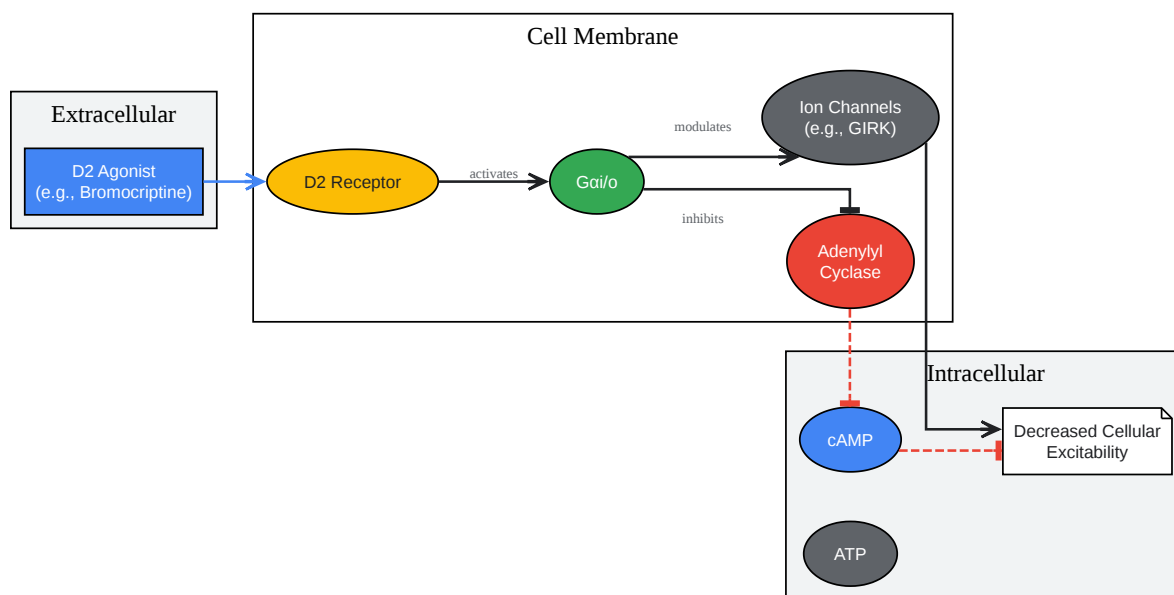 Cell Membrane
Extracellular
D2 Agonist
(e.g., Bromocriptine)
D2 Receptor
activates
Gαi/o
modulates
Ion Channels
(e.g., GIRK)
inhibits
Adenylyl
Cyclase
Intracellular
cAMP
Decreased Cellular
Excitability
ATP